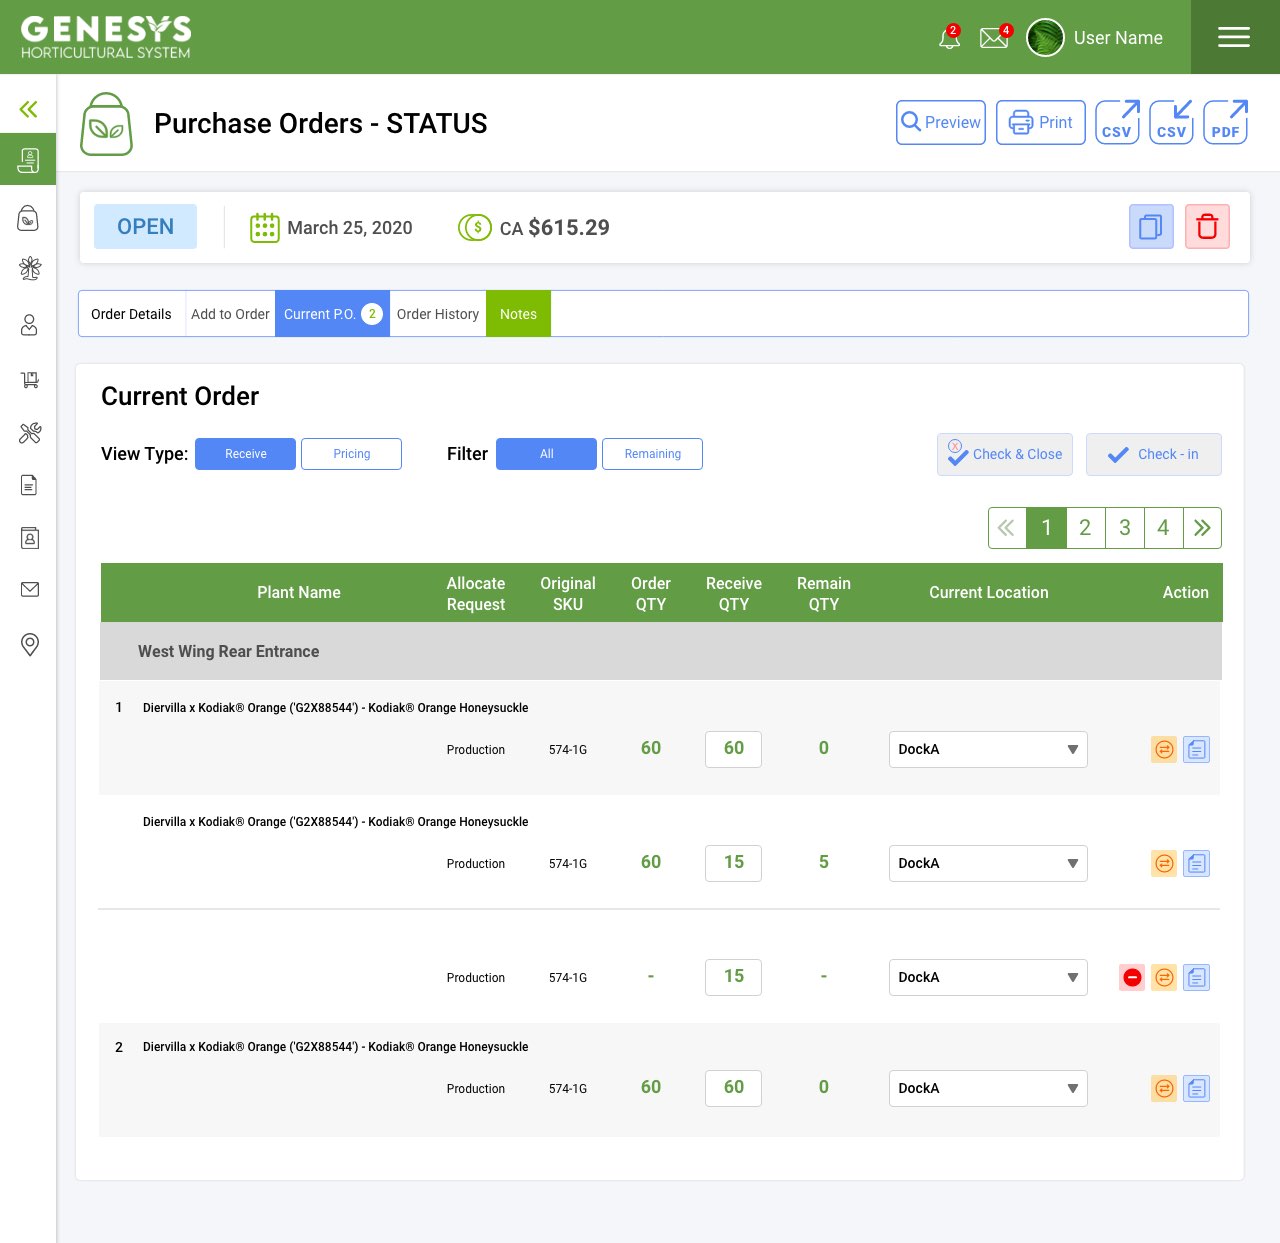 GENESYS
HORTICULTURAL SYSTEM
2
4
User Name
Purchase Orders - STATUS
Preview
Print
CSV
CSV
PDF
OPEN
March 25, 2020
$
CA $615.29
Order Details
Add to Order
Current P.O. 2
Order History
Notes
Current Order
View Type:
Receive
Pricing
Filter
All
Remaining
X
Check & Close
Check - in
1 2 3 4
Plant Name
Allocate Request
Original SKU
Order QTY
Receive QTY
Remain QTY
Current Location
Action
West Wing Rear Entrance
1 Diervilla x Kodiak® Orange ('G2X88544') - Kodiak® Orange Honeysuckle
Production 574-1G 60 60 0 DockA
Diervilla x Kodiak® Orange ('G2X88544') - Kodiak® Orange Honeysuckle
Production 574-1G 60 15 5 DockA
Production 574-1G - 15 - DockA
2 Diervilla x Kodiak® Orange ('G2X88544') - Kodiak® Orange Honeysuckle
Production 574-1G 60 60 0 DockA